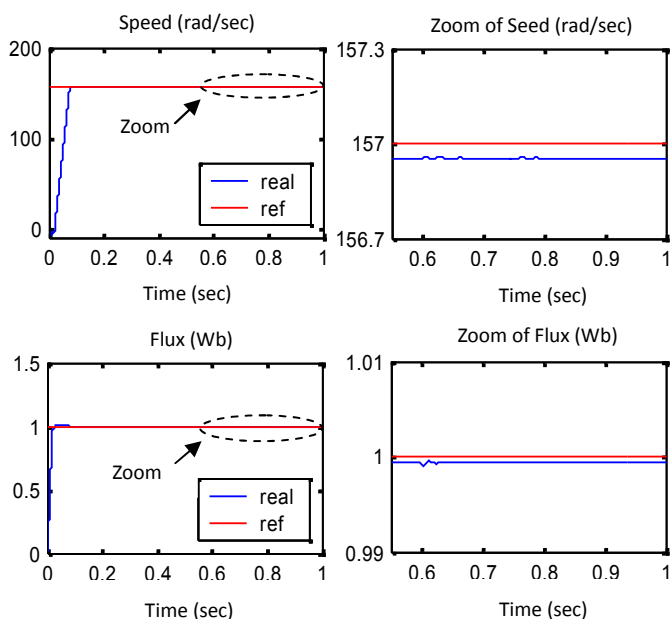 Speed (rad/sec)
200
100
0
Zoom
real
ref
0 0.2 0.4 0.6 0.8 1
Time (sec)
Zoom of Seed (rad/sec)
157.3
157
156.7
0.6 0.7 0.8 0.9 1
Time (sec)
Flux (Wb)
1.5
1
0.5
0
Zoom
real
ref
0 0.2 0.4 0.6 0.8 1
Time (sec)
Zoom of Flux (Wb)
1.01
1
0.99
0.6 0.7 0.8 0.9 1
Time (sec)